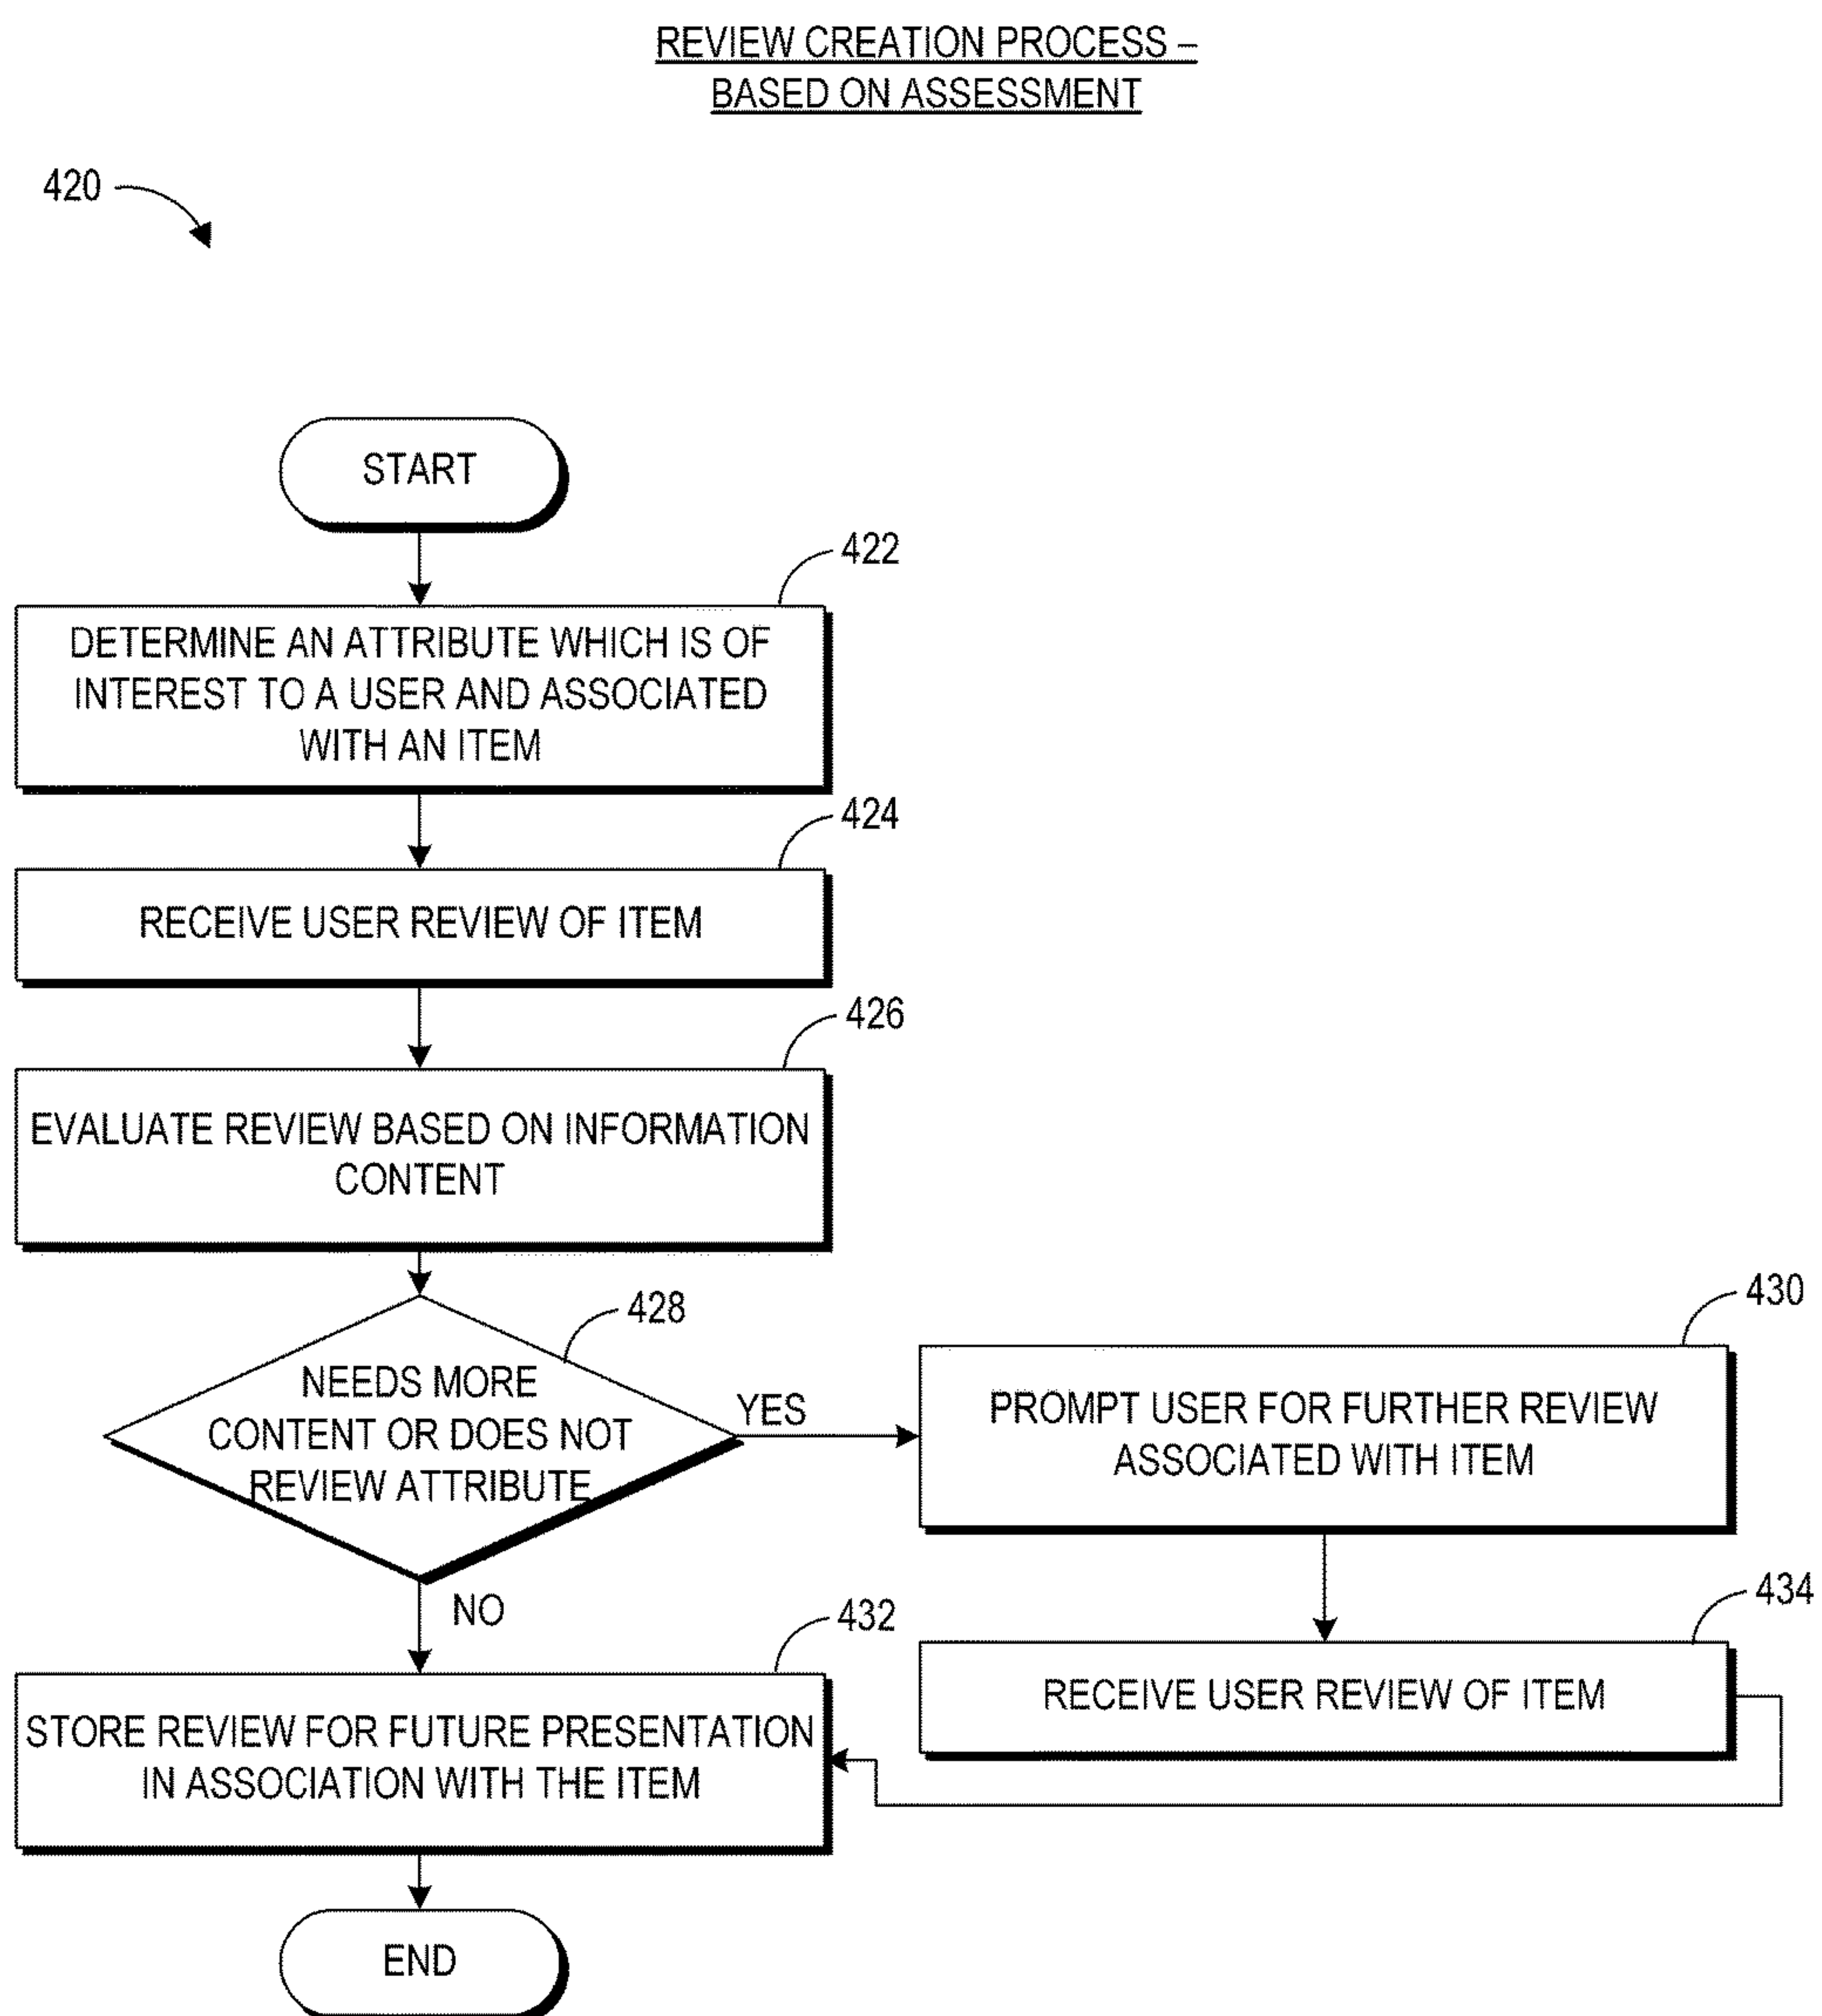 REVIEW CREATION PROCESS –
BASED ON ASSESSMENT
420
START
422
DETERMINE AN ATTRIBUTE WHICH IS OF
INTEREST TO A USER AND ASSOCIATED
WITH AN ITEM
424
RECEIVE USER REVIEW OF ITEM
426
EVALUATE REVIEW BASED ON INFORMATION
CONTENT
428
NEEDS MORE
CONTENT OR DOES NOT
REVIEW ATTRIBUTE
YES
430
PROMPT USER FOR FURTHER REVIEW
ASSOCIATED WITH ITEM
434
RECEIVE USER REVIEW OF ITEM
NO
432
STORE REVIEW FOR FUTURE PRESENTATION
IN ASSOCIATION WITH THE ITEM
END